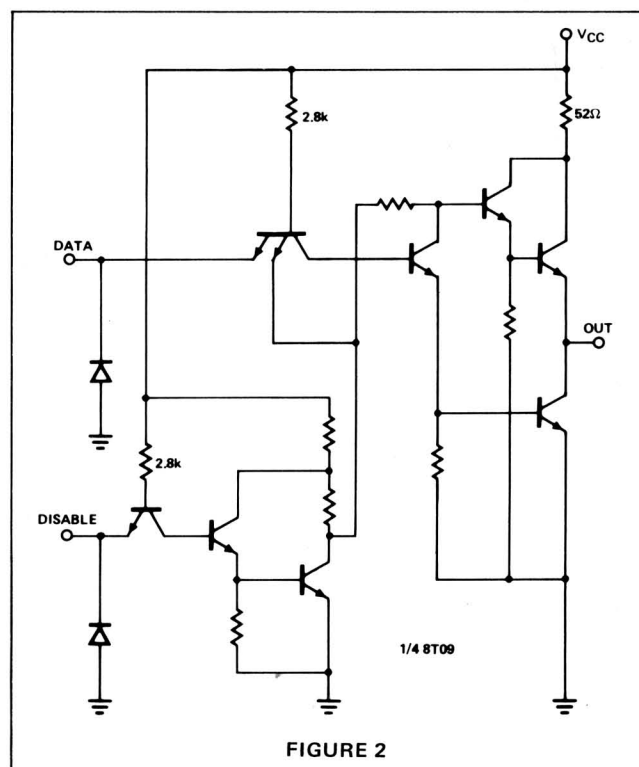 VCC
2.8k
52Ω
DATA
OUT
2.8k
DISABLE
1/4 8T09
FIGURE 2